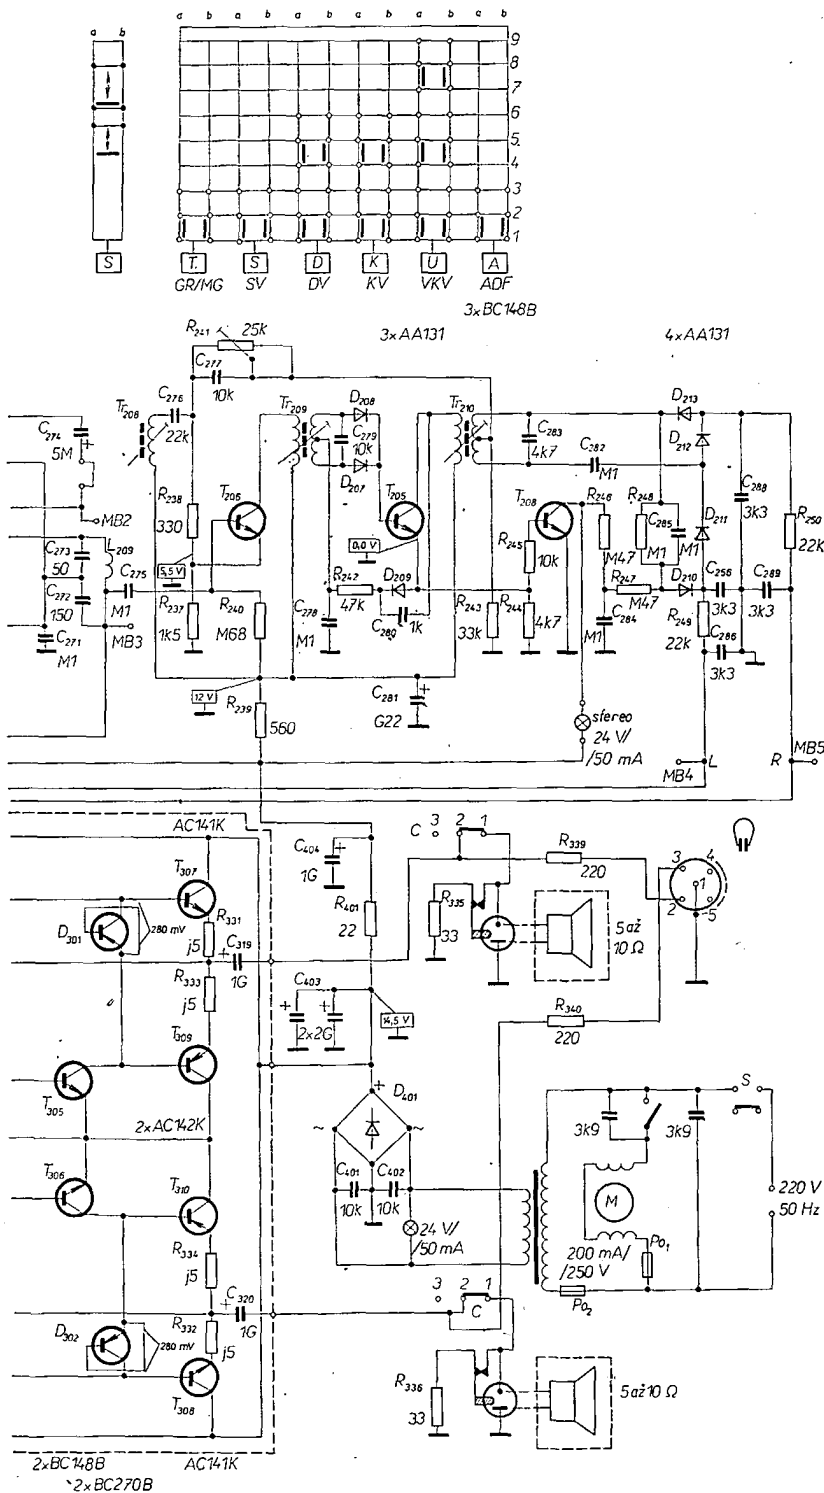 a b a b a b a b a b a b
a b
9
8
7
6
5
4
3
2
1
S T. S D K U A
GR/MG SV DV KV VKV ADF
3xBC148B
R241 25k 3xAA131 4xAA131
C277
10k
Tr208 C276 22k Tr209 D208 Tr210 D213
C274 5M C279 10k D207 C283 4k7 C282 M1 D212
R238 330 T206 T205 T208 R246 R248 C288 3k3 R250 22k
MB2 0,0 V R245 10k M47 C285 M1 M1 D211
C273 50 L209 5,5 V R242 47k D209 R247 M47 D210 C256 3k3 C289 3k3
C275 M1
C272 150 R237 1k5 R240 M68 C278 M1 C280 1k R243 33k R244 4k7 C284 M1 R249 22k C286 3k3
C271 M1 MB3
12 V R239 560 C281 G22
stereo
24 V/
/50 mA
MB4 L R MB5
AC141K
C 3 2 1
C404 1G R339 220 3 4
T307 1
R331 j5 R401 22 R335 33 5 až
10 Ω 2 5
D301 280 mV C319 1G
R333 j5 C403 2x2G 14,5 V R340 220
T309
D401 S
T305 2xAC142K ~ ~ 3k9 3k9
T306 T310 C401 10k C402 10k M 220 V
50 Hz
24 V/
/50 mA 200 mA/
/250 V Po1
R334 j5 Po2
C320 1G 3 2 1
C
D302 280 mV R332 j5
T308 R336 33 5 až 10 Ω
2xBC148B AC141K
2xBC270B